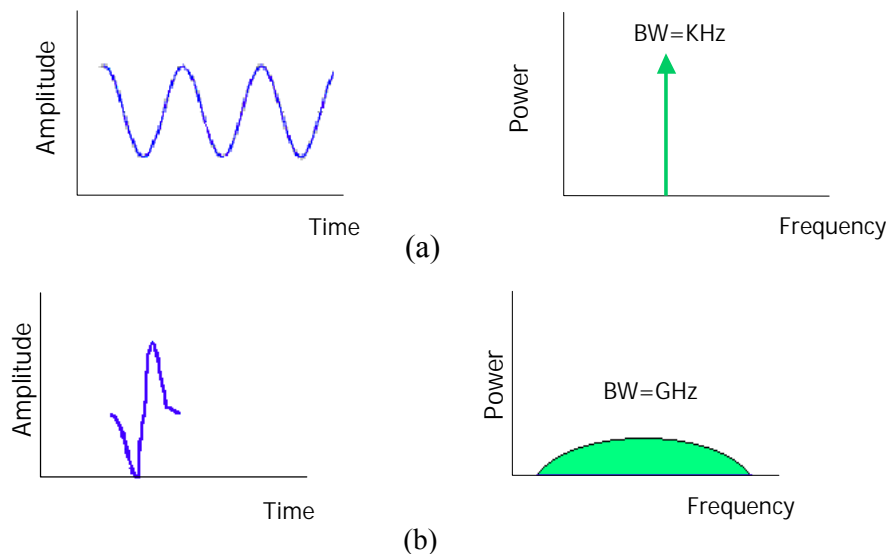 Amplitude
Time
BW=KHz
Power
Frequency
(a)
Amplitude
Time
BW=GHz
Power
Frequency
(b)